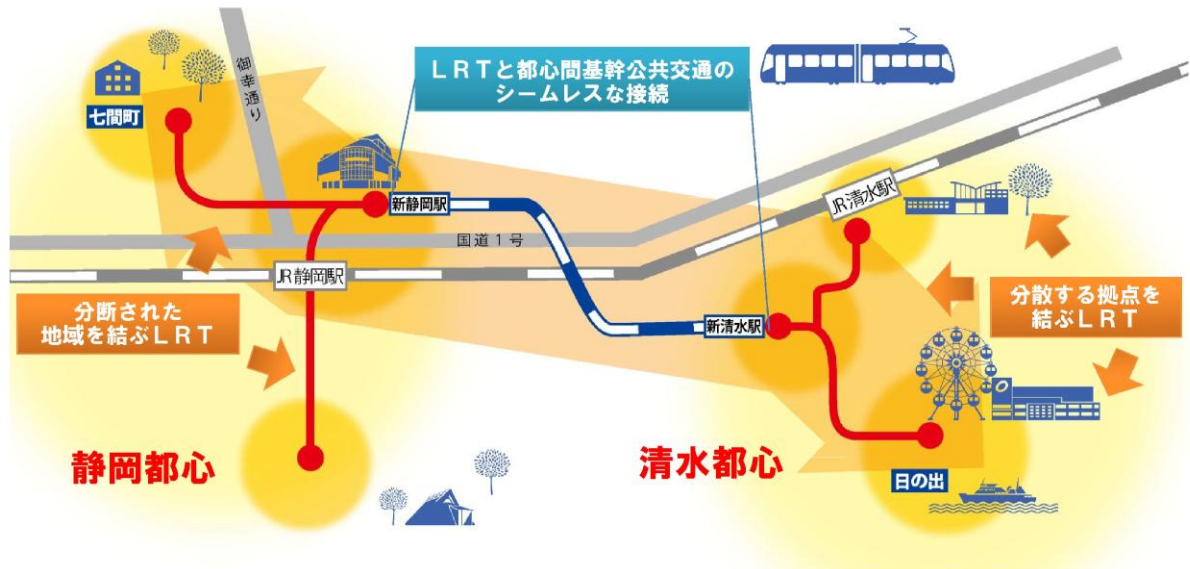 七間町
御幸通り
LRTと都心間基幹公共交通の
シームレスな接続
新静岡駅
国道1号
JR静岡駅
JR清水駅
分断された
地域を結ぶLRT
分散する拠点を
結ぶLRT
新清水駅
静岡都心
清水都心
日の出